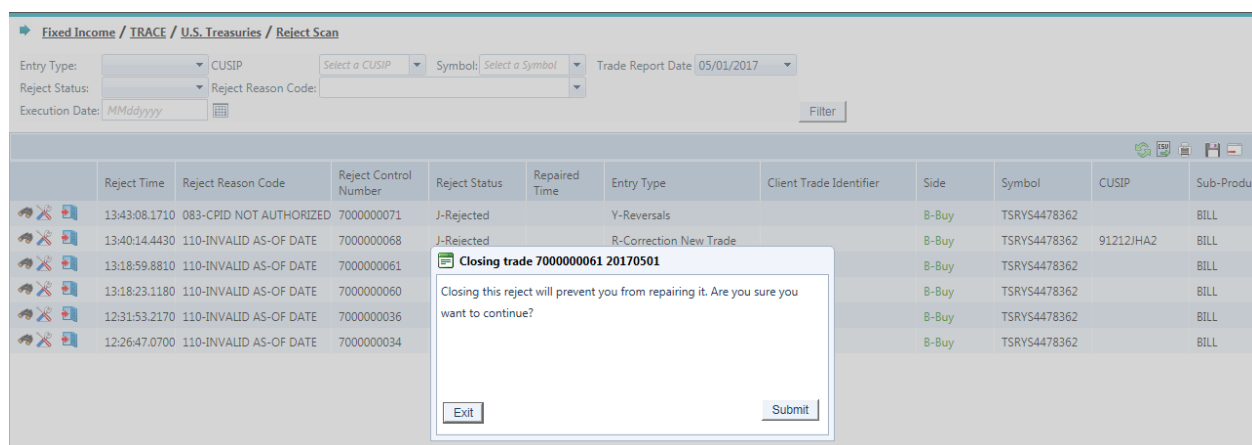 Fixed Income / TRACE / U.S. Treasuries / Reject Scan
Entry Type: CUSIP Select a CUSIP Symbol: Select a Symbol Trade Report Date 05/01/2017
Reject Status: Reject Reason Code:
Execution Date: MMddyyyy Filter
CSV
Reject Time Reject Reason Code Reject Control Number Reject Status Repaired Time Entry Type Client Trade Identifier Side Symbol CUSIP Sub-Produ
13:43:08.1710 083-CPID NOT AUTHORIZED 7000000071 J-Rejected Y-Reversals B-Buy TSRYS4478362 BILL
13:40:14.4430 110-INVALID AS-OF DATE 7000000068 J-Rejected R-Correction New Trade B-Buy TSRYS4478362 91212JHA2 BILL
13:18:59.8810 110-INVALID AS-OF DATE 7000000061 B-Buy TSRYS4478362 BILL
13:18:23.1180 110-INVALID AS-OF DATE 7000000060 B-Buy TSRYS4478362 BILL
12:31:53.2170 110-INVALID AS-OF DATE 7000000036 B-Buy TSRYS4478362 BILL
12:26:47.0700 110-INVALID AS-OF DATE 7000000034 B-Buy TSRYS4478362 BILL
Closing trade 7000000061 20170501
Closing this reject will prevent you from repairing it. Are you sure you
want to continue?
Exit Submit